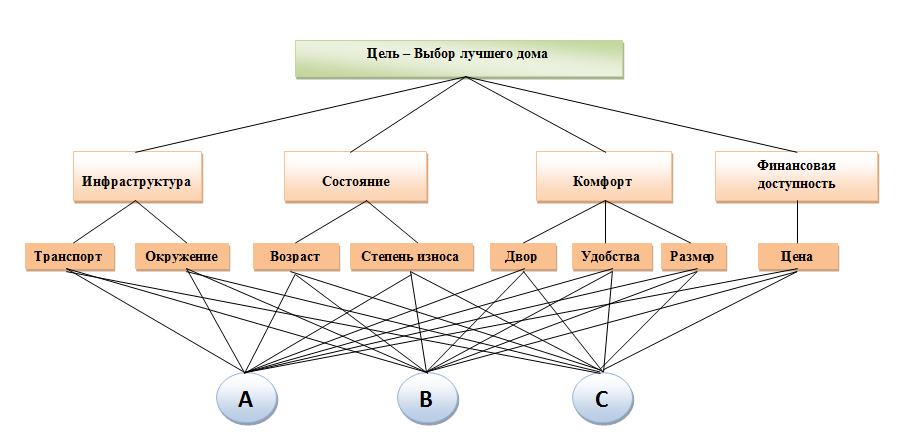 Цель – Выбор лучшего дома
Инфраструктура
Состояние
Комфорт
Финансовая
доступность
Транспорт
Окружение
Возраст
Степень износа
Двор
Удобства
Размер
Цена
A
B
C